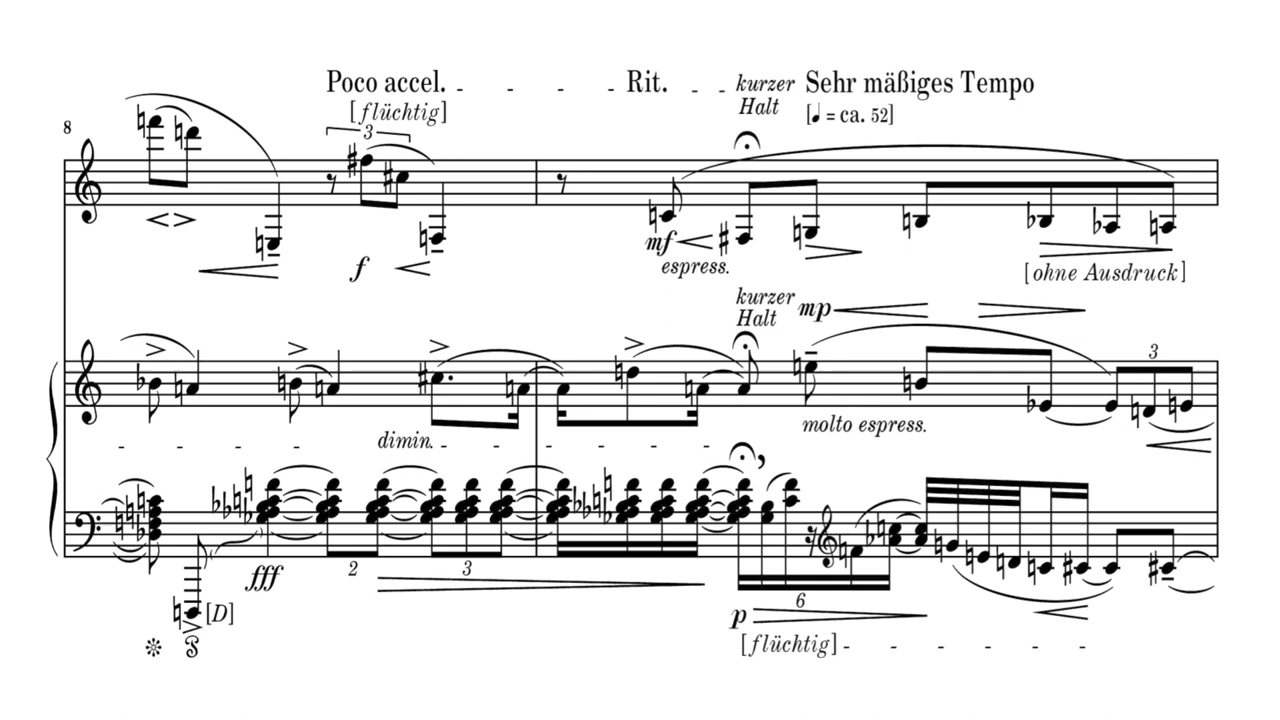 Poco accel. Rit. kurzer Halt Sehr mäßiges Tempo
[flüchtig] [♩ = ca. 52]
8
3
mf
f
espress.
[ohne Ausdruck]
kurzer Halt
mp
3
dimin.
molto espress.
fff
2
3
6
[D]
p
[flüchtig]